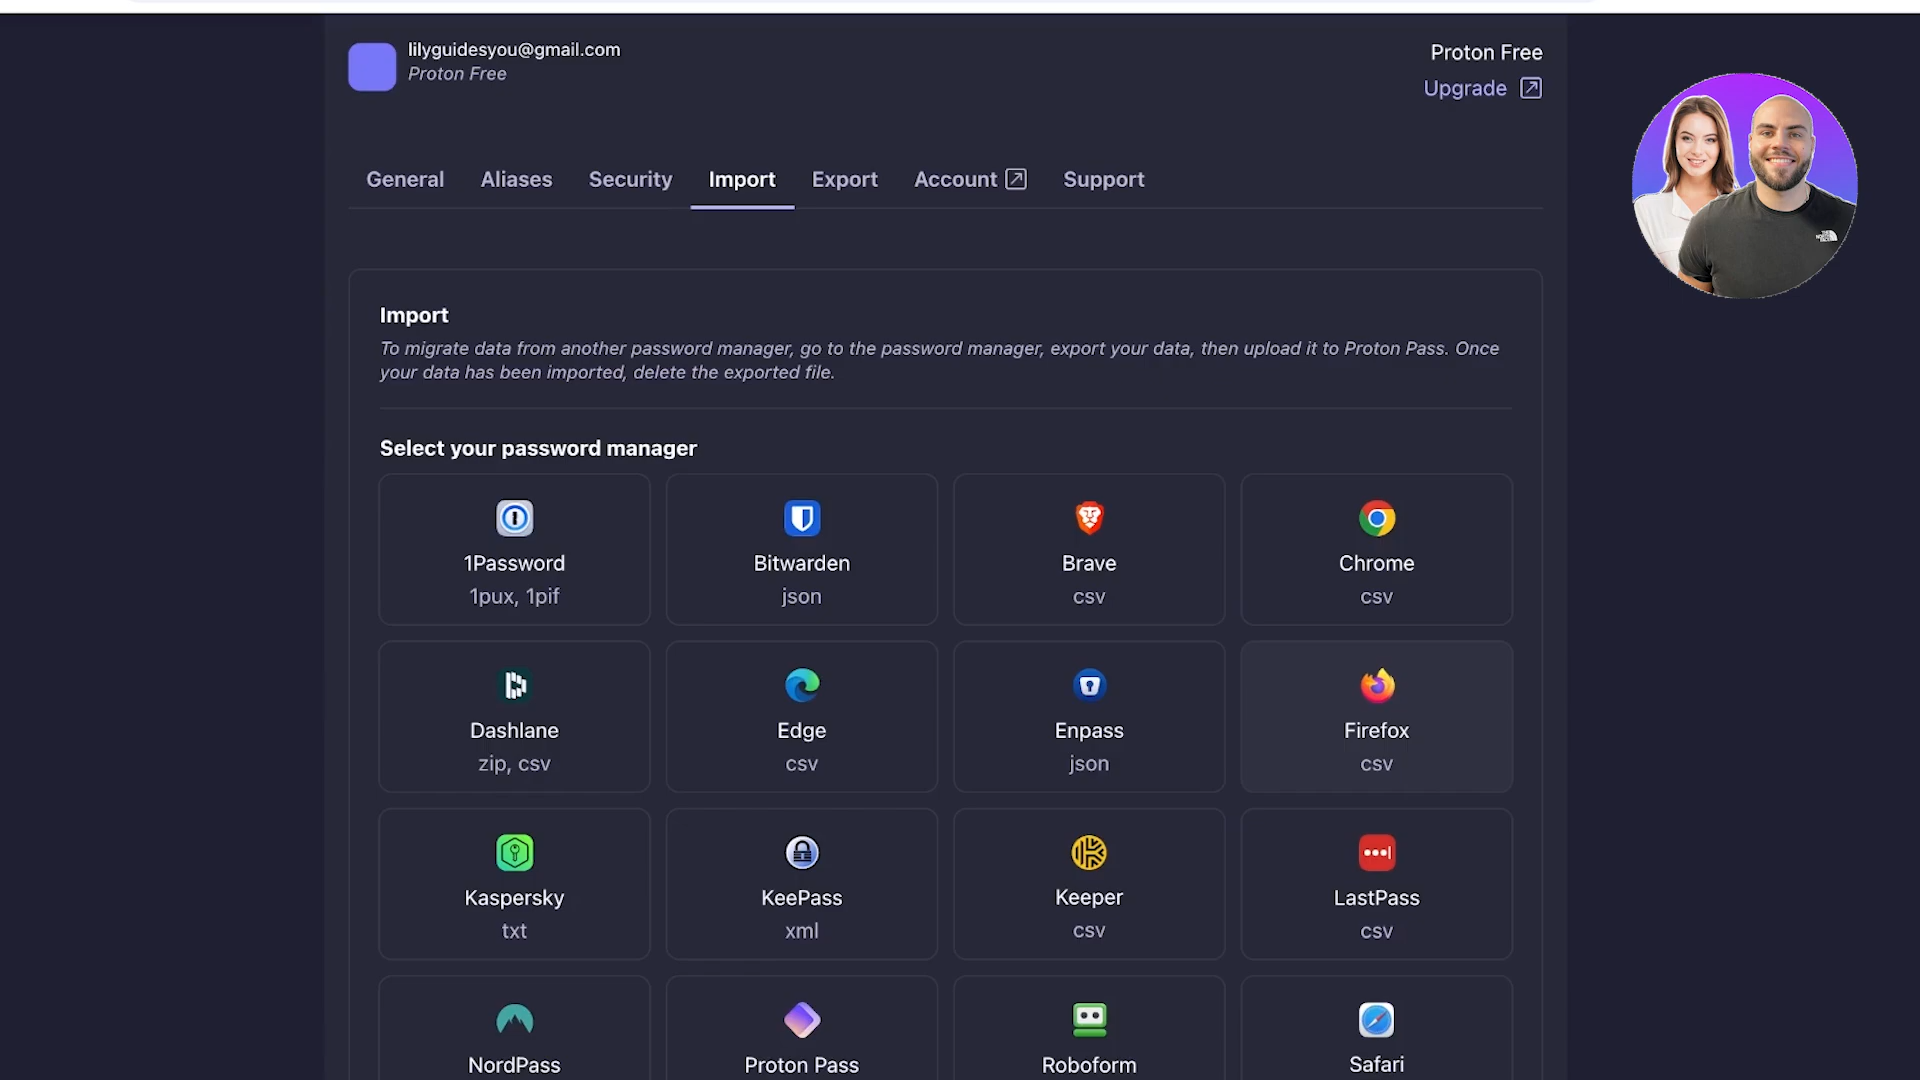 lilyguidesyou@gmail.com
Proton Free
Proton Free
Upgrade
General Aliases Security Import Export Account Support
Import
To migrate data from another password manager, go to the password manager, export your data, then upload it to Proton Pass. Once
your data has been imported, delete the exported file.
Select your password manager
1Password
1pux, 1pif
Bitwarden
json
Brave
csv
Chrome
csv
Dashlane
zip, csv
Edge
csv
Enpass
json
Firefox
csv
Kaspersky
txt
KeePass
xml
Keeper
csv
LastPass
csv
NordPass
Proton Pass
Roboform
Safari